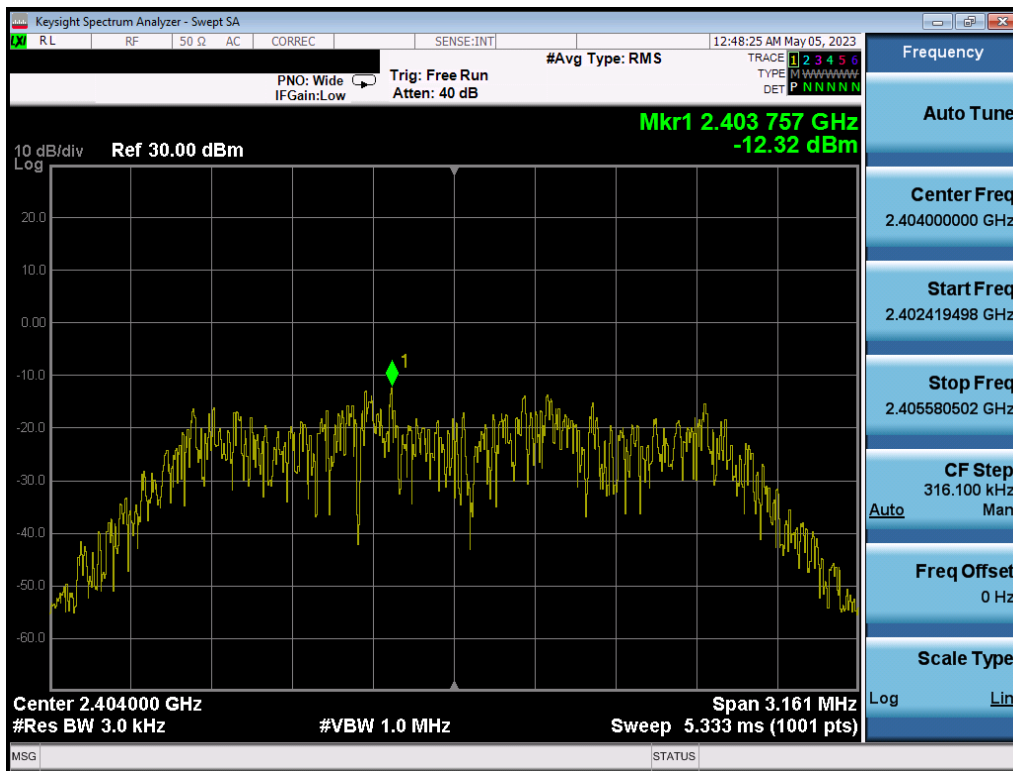 Keysight Spectrum Analyzer - Swept SA
LXI RL RF 50 Ω AC CORREC SENSE:INT 12:48:25 AM May 05, 2023
PNO: Wide Trig: Free Run #Avg Type: RMS TRACE 1 2 3 4 5 6
IFGain:Low Atten: 40 dB TYPE M WWWWW
DET P N N N N N
Mkr1 2.403 757 GHz
-12.32 dBm
10 dB/div Ref 30.00 dBm
Log
20.0
10.0
0.00
-10.0
-20.0
-30.0
-40.0
-50.0
-60.0
1
Center 2.404000 GHz Span 3.161 MHz
#Res BW 3.0 kHz #VBW 1.0 MHz Sweep 5.333 ms (1001 pts)
MSG STATUS
Frequency
Auto Tune
Center Freq
2.404000000 GHz
Start Freq
2.402419498 GHz
Stop Freq
2.405580502 GHz
CF Step
316.100 kHz
Auto Man
Freq Offset
0 Hz
Scale Type
Log Lin